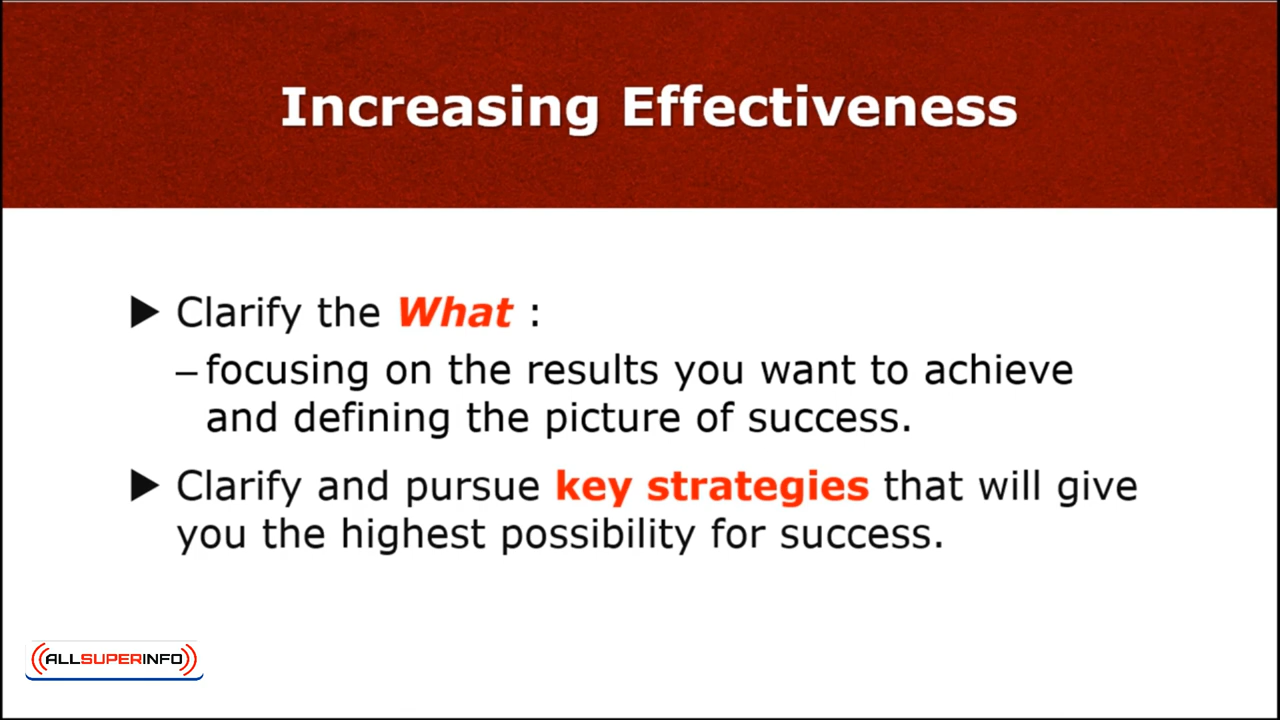 Increasing Effectiveness
▶ Clarify the What :
– focusing on the results you want to achieve
and defining the picture of success.
▶ Clarify and pursue key strategies that will give
you the highest possibility for success.
ALLSUPERINFO